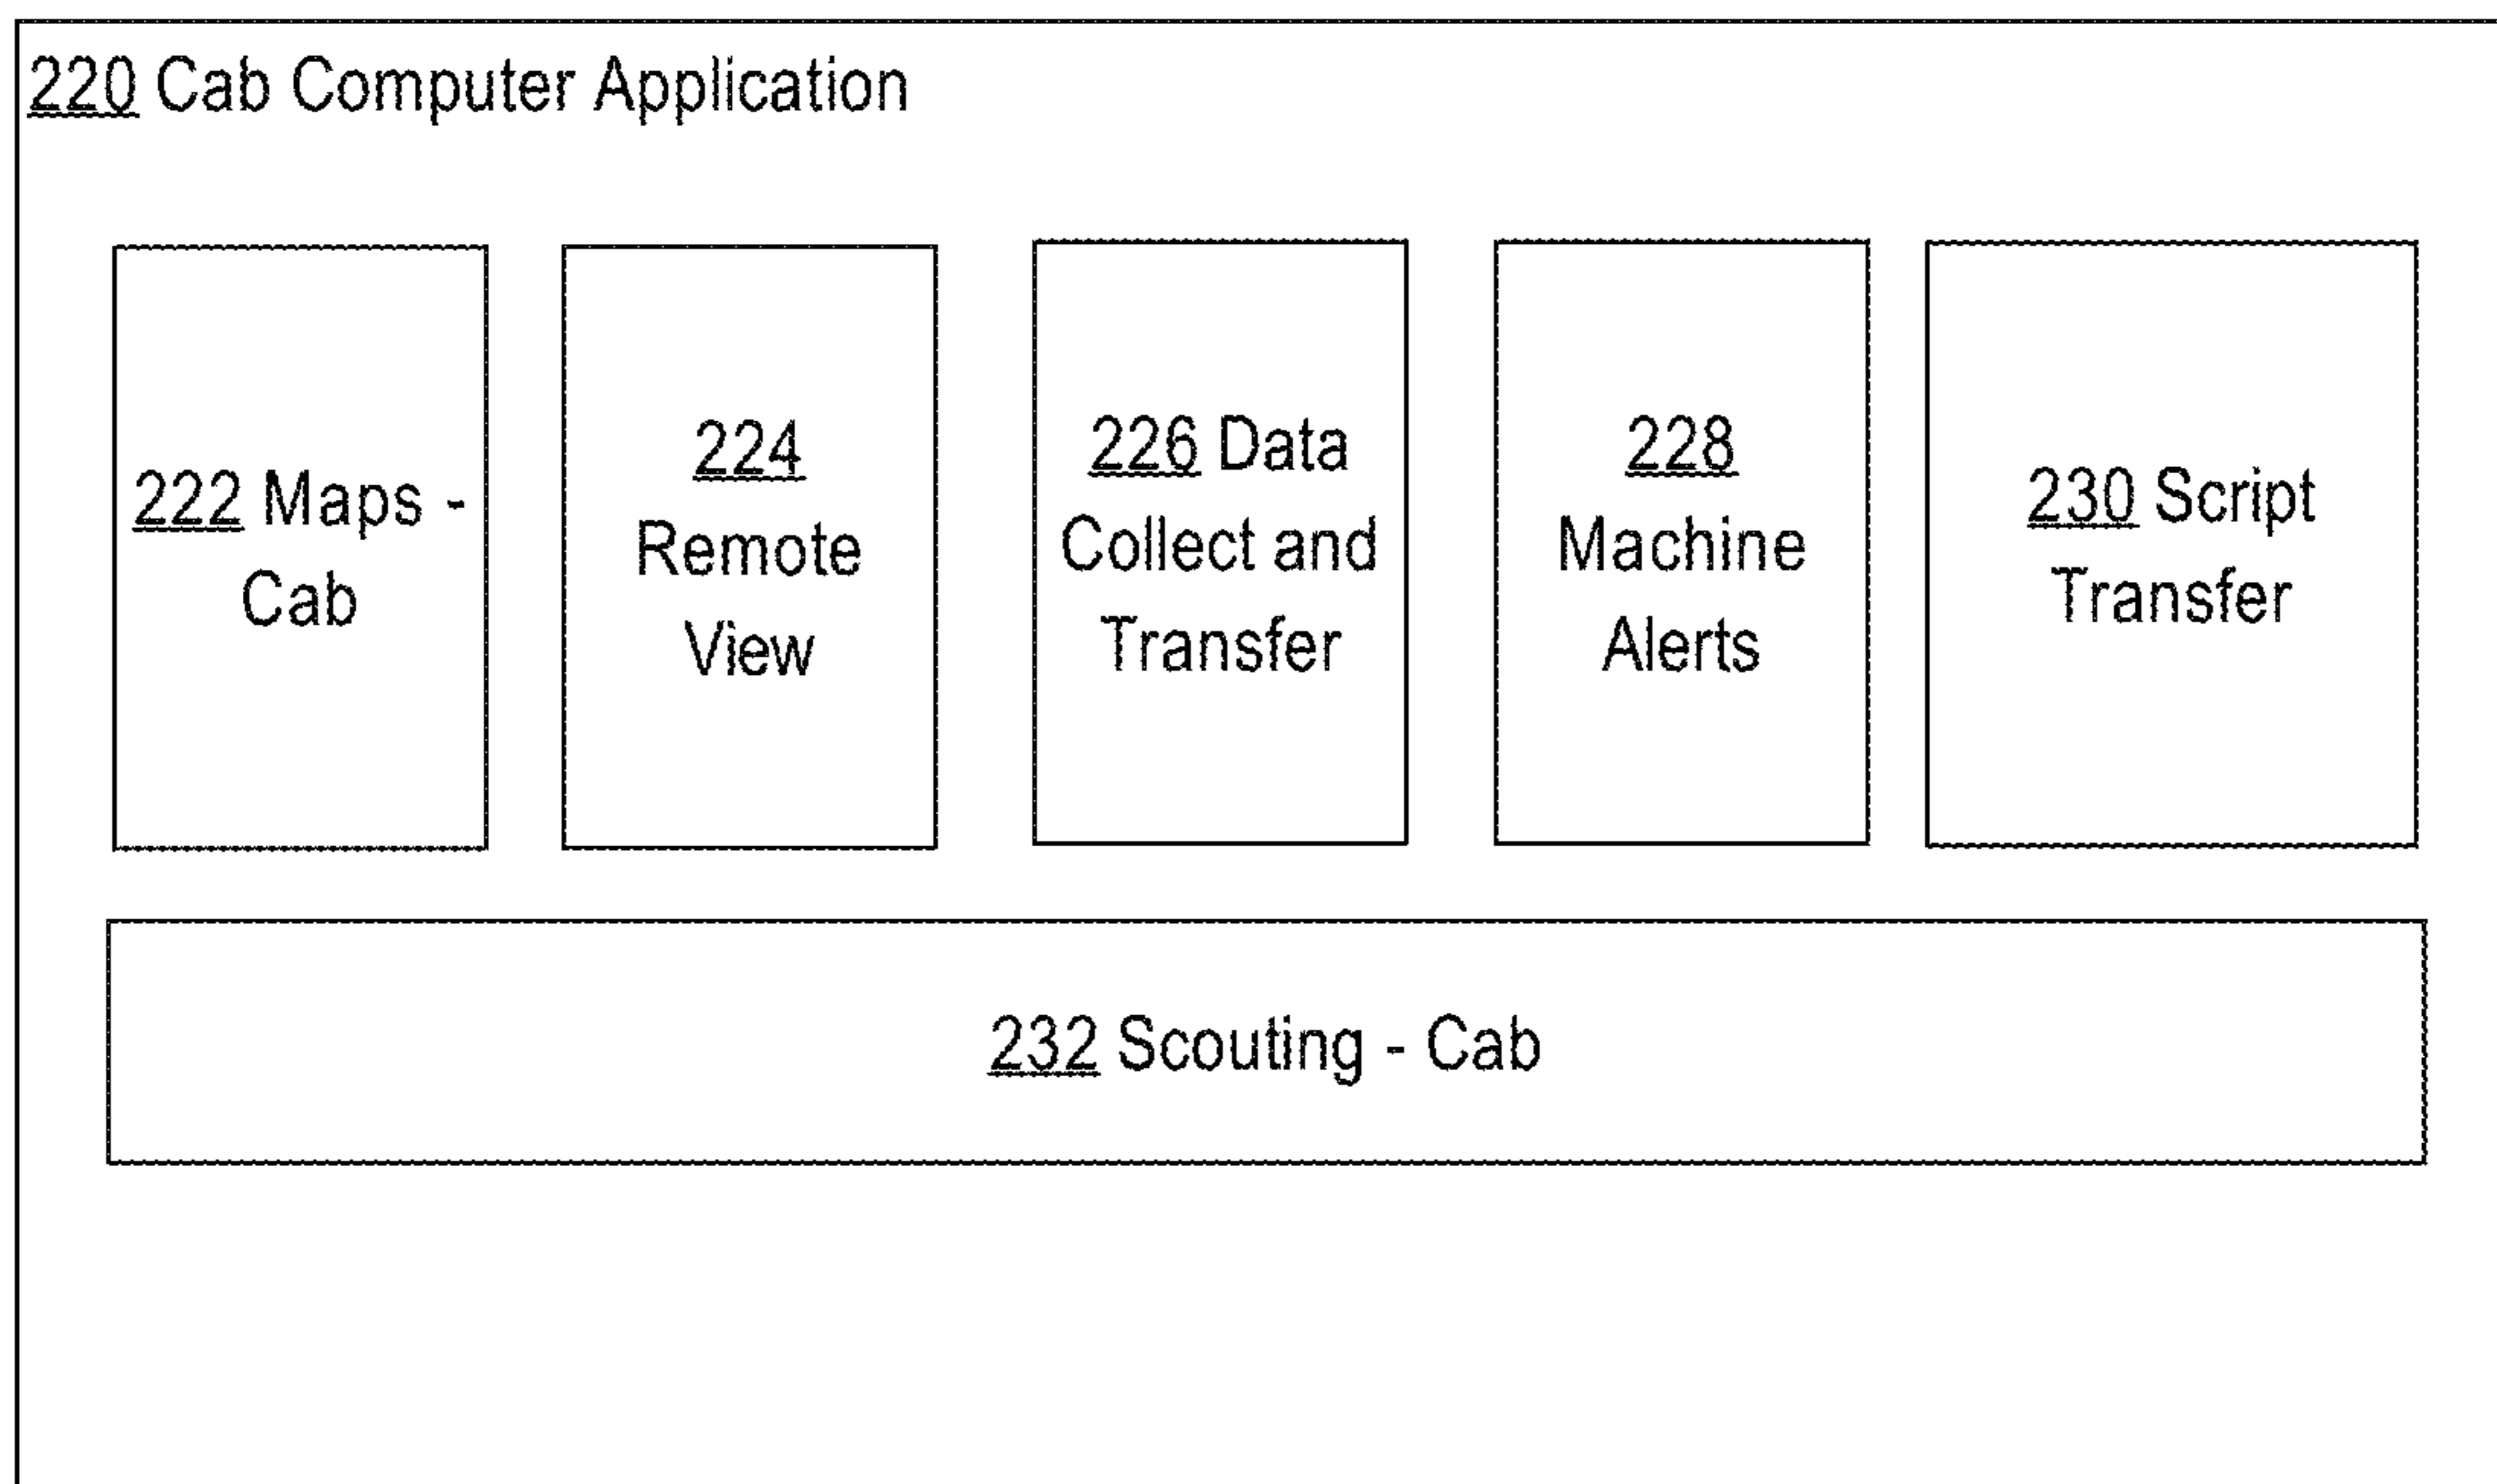 220 Cab Computer Application
222 Maps -
Cab
224
Remote
View
226 Data
Collect and
Transfer
228
Machine
Alerts
230 Script
Transfer
232 Scouting - Cab